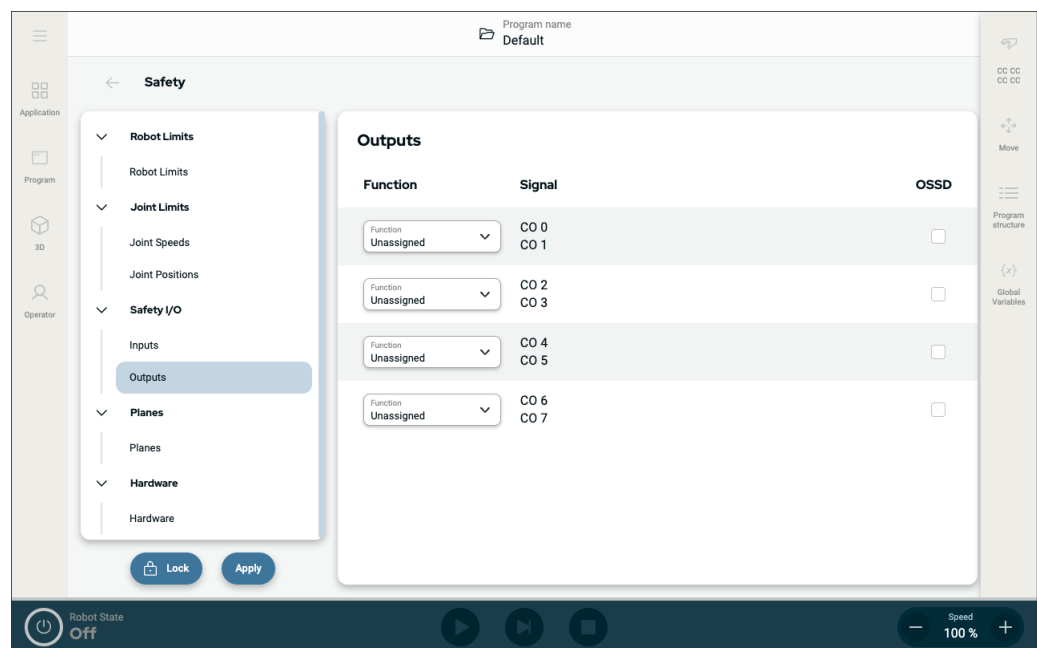 Program name
Default
Application
Program
3D
Operator
Safety
Robot Limits
Robot Limits
Joint Limits
Joint Speeds
Joint Positions
Safety I/O
Inputs
Outputs
Planes
Planes
Hardware
Hardware
Lock
Apply
Outputs
Function
Signal
OSSD
Function
Unassigned
CO 0
CO 1
Function
Unassigned
CO 2
CO 3
Function
Unassigned
CO 4
CO 5
Function
Unassigned
CO 6
CO 7
CC CC
CC CC
Move
Program
structure
{x}
Global
Variables
Robot State
Off
Speed
100 %